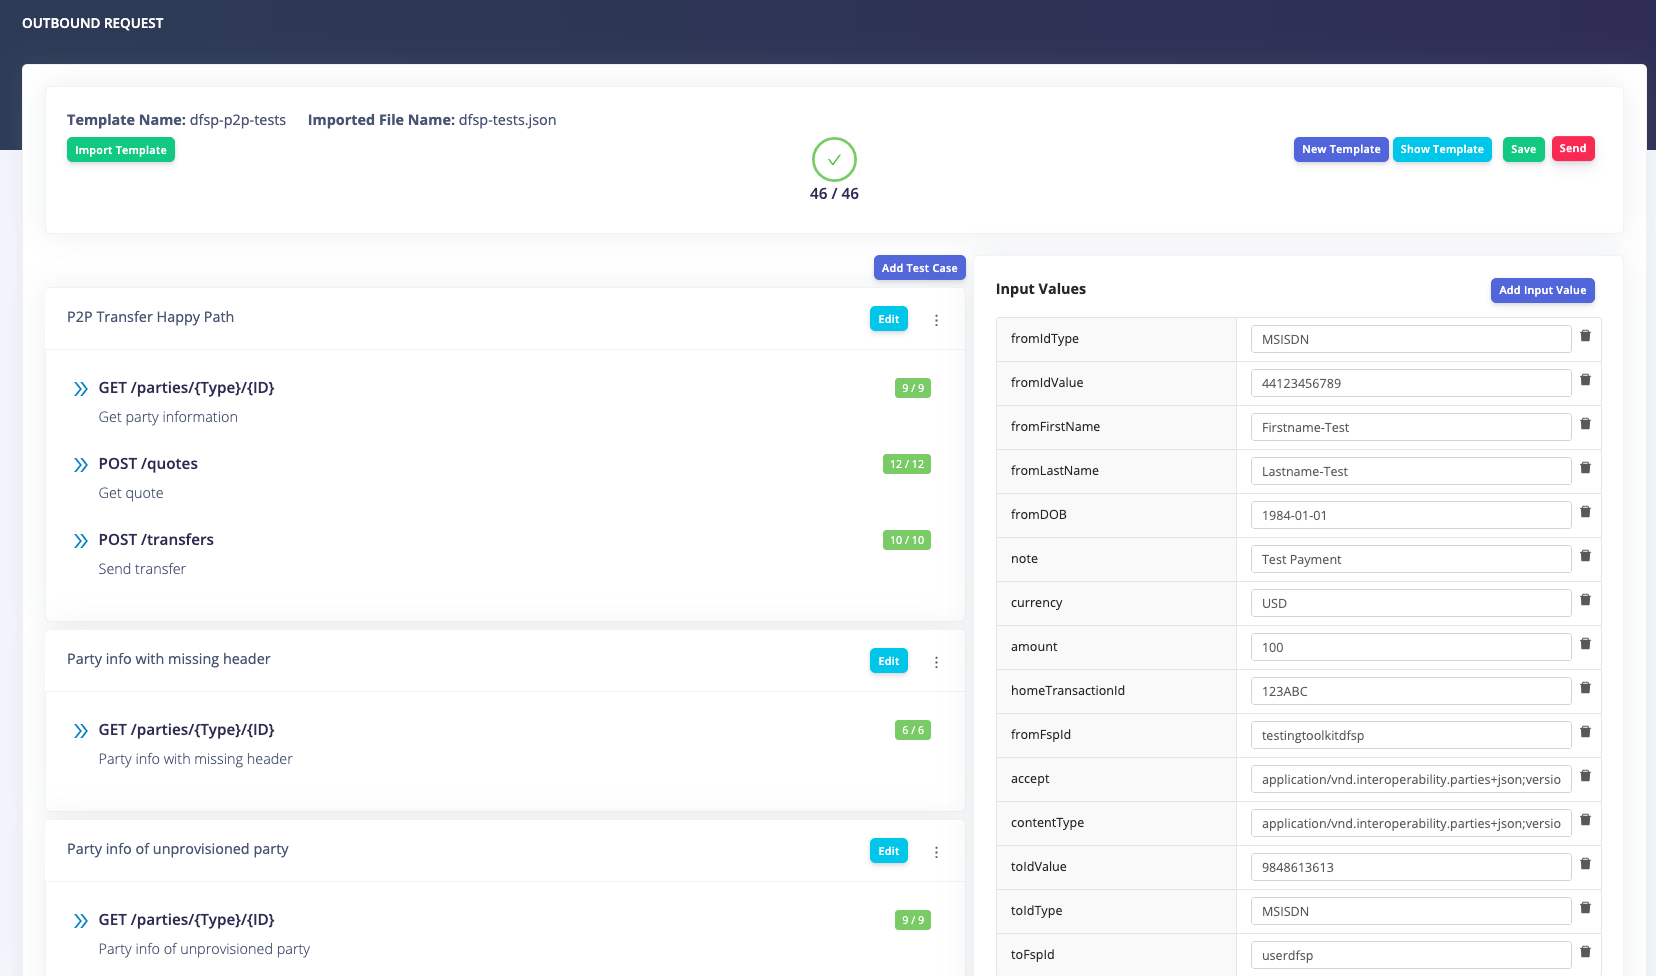 OUTBOUND REQUEST
Template Name: dfsp-p2p-tests Imported File Name: dfsp-tests.json
Import Template
46 / 46
New Template Show Template Save Send
Add Test Case
P2P Transfer Happy Path Edit
GET /parties/{Type}/{ID} 9 / 9
Get party information
POST /quotes 12 / 12
Get quote
POST /transfers 10 / 10
Send transfer
Party info with missing header Edit
GET /parties/{Type}/{ID} 6 / 6
Party info with missing header
Party info of unprovisioned party Edit
GET /parties/{Type}/{ID} 9 / 9
Party info of unprovisioned party
Input Values Add Input Value
fromIdType MSISDN
fromIdValue 44123456789
fromFirstName Firstname-Test
fromLastName Lastname-Test
fromDOB 1984-01-01
note Test Payment
currency USD
amount 100
homeTransactionId 123ABC
fromFspId testingtoolkitdfsp
accept application/vnd.interoperability.parties+json;versio
contentType application/vnd.interoperability.parties+json;versio
toIdValue 9848613613
toIdType MSISDN
toFspId userdfsp